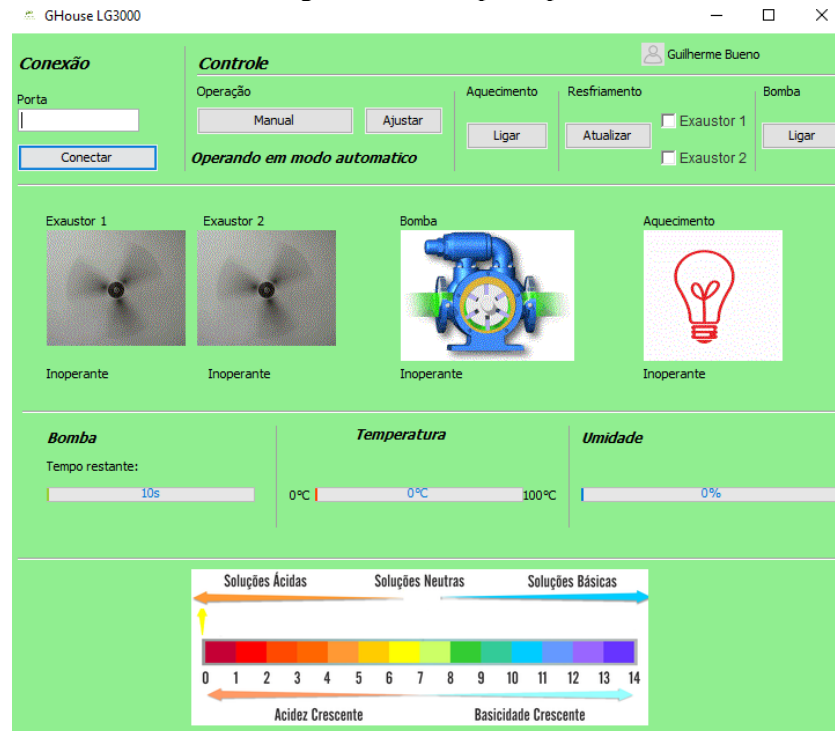 GHouse LG3000
Guilherme Bueno
Conexão
Controle
Porta
Operação
Aquecimento
Resfriamento
Bomba
Manual
Ajustar
Ligar
Atualizar
Exaustor 1
Ligar
Conectar
Operando em modo automatico
Exaustor 2
Exaustor 1
Exaustor 2
Bomba
Aquecimento
Inoperante
Inoperante
Inoperante
Inoperante
Bomba
Temperatura
Umidade
Tempo restante:
10s
0°C
0°C
100°C
0%
Soluções Ácidas
Soluções Neutras
Soluções Básicas
0 1 2 3 4 5 6 7 8 9 10 11 12 13 14
Acidez Crescente
Basicidade Crescente